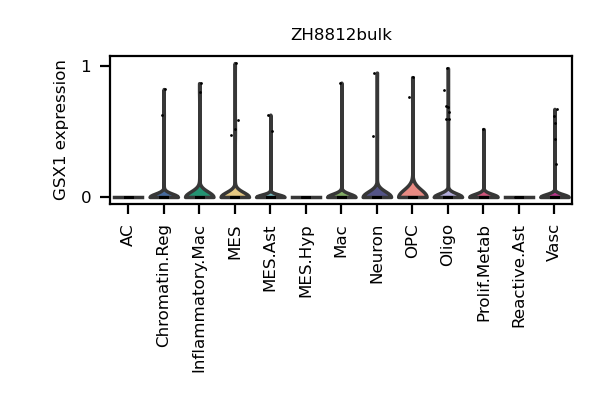 ZH8812bulk
GSX1 expression
1
0
AC
Chromatin.Reg
Inflammatory.Mac
MES
MES.Ast
MES.Hyp
Mac
Neuron
OPC
Oligo
Prolif.Metab
Reactive.Ast
Vasc